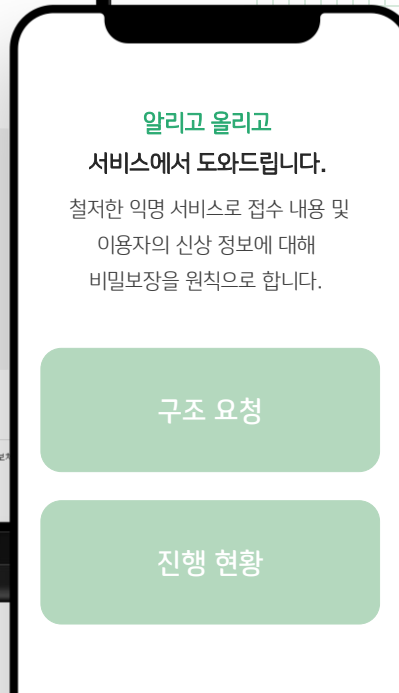 알리고 올리고
서비스에서 도와드립니다.
철저한 익명 서비스로 접수 내용 및
이용자의 신상 정보에 대해
비밀보장을 원칙으로 합니다.
구조 요청
진행 현황